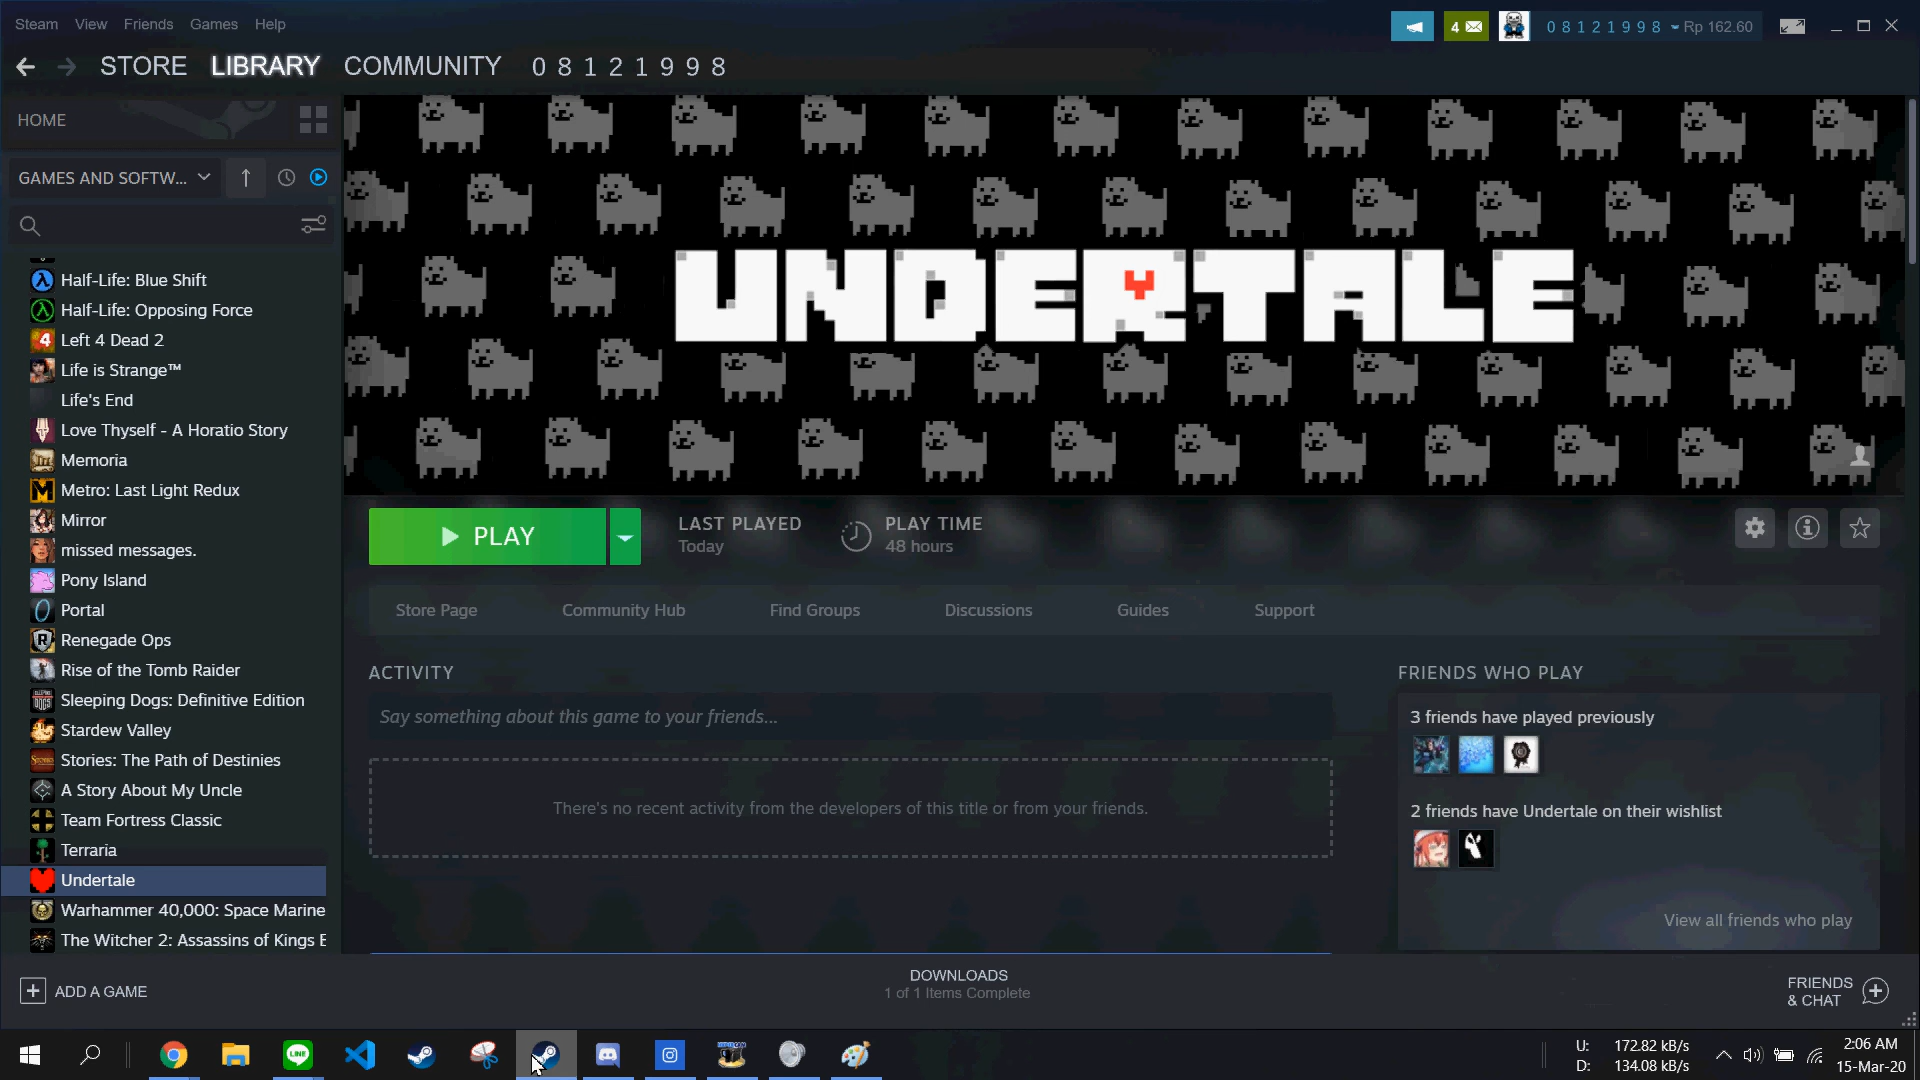 Steam View Friends Games Help
4
0 8 1 2 1 9 9 8 Rp 162.60
STORE LIBRARY COMMUNITY 0 8 1 2 1 9 9 8
HOME
GAMES AND SOFTW...
UNDERTALE
Half-Life: Blue Shift
Half-Life: Opposing Force
Left 4 Dead 2
Life is Strange™
Life's End
Love Thyself - A Horatio Story
Memoria
Metro: Last Light Redux
Mirror
missed messages.
Pony Island
Portal
Renegade Ops
Rise of the Tomb Raider
Sleeping Dogs: Definitive Edition
Stardew Valley
Stories: The Path of Destinies
A Story About My Uncle
Team Fortress Classic
Terraria
Undertale
Warhammer 40,000: Space Marine
The Witcher 2: Assassins of Kings E
PLAY
LAST PLAYED
Today
PLAY TIME
48 hours
Store Page Community Hub Find Groups Discussions Guides Support
ACTIVITY
Say something about this game to your friends...
There's no recent activity from the developers of this title or from your friends.
FRIENDS WHO PLAY
3 friends have played previously
2 friends have Undertale on their wishlist
View all friends who play
ADD A GAME
DOWNLOADS
1 of 1 Items Complete
FRIENDS
& CHAT
LINE
U: 172.82 kB/s
D: 134.08 kB/s
2:06 AM
15-Mar-20